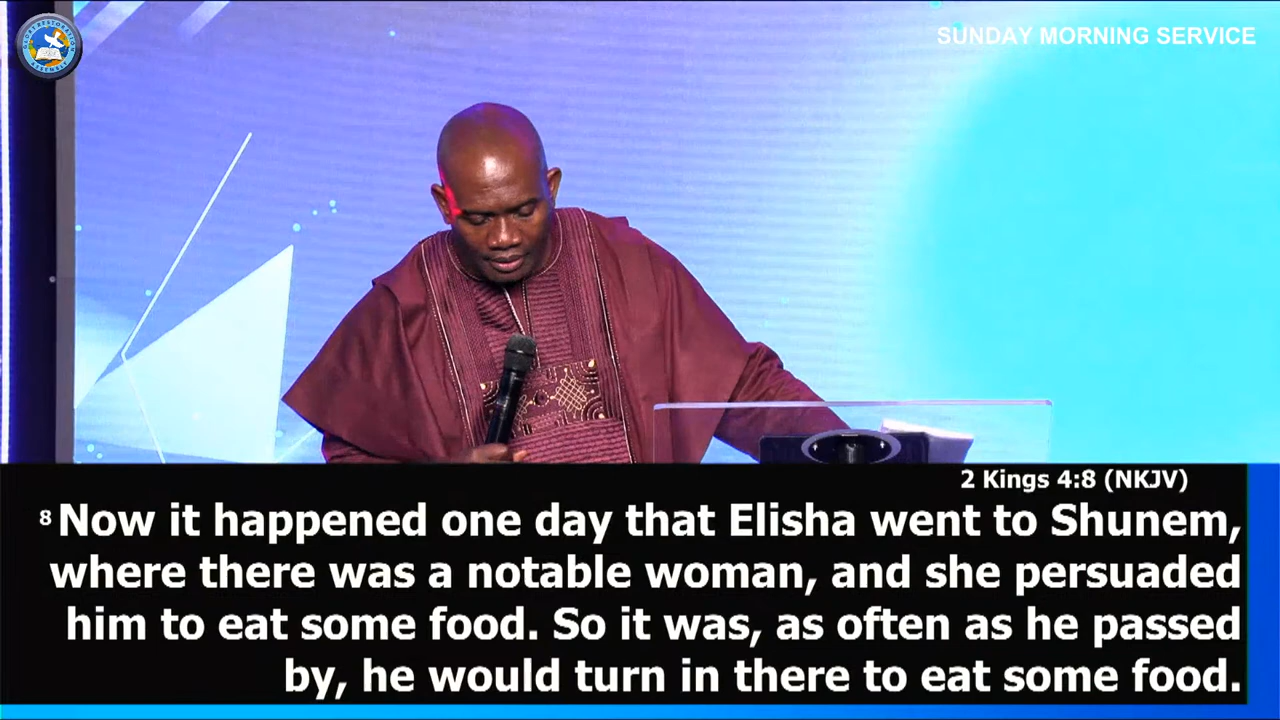 SUNDAY MORNING SERVICE
2 Kings 4:8 (NKJV)
8 Now it happened one day that Elisha went to Shunem,
where there was a notable woman, and she persuaded
him to eat some food. So it was, as often as he passed
by, he would turn in there to eat some food.